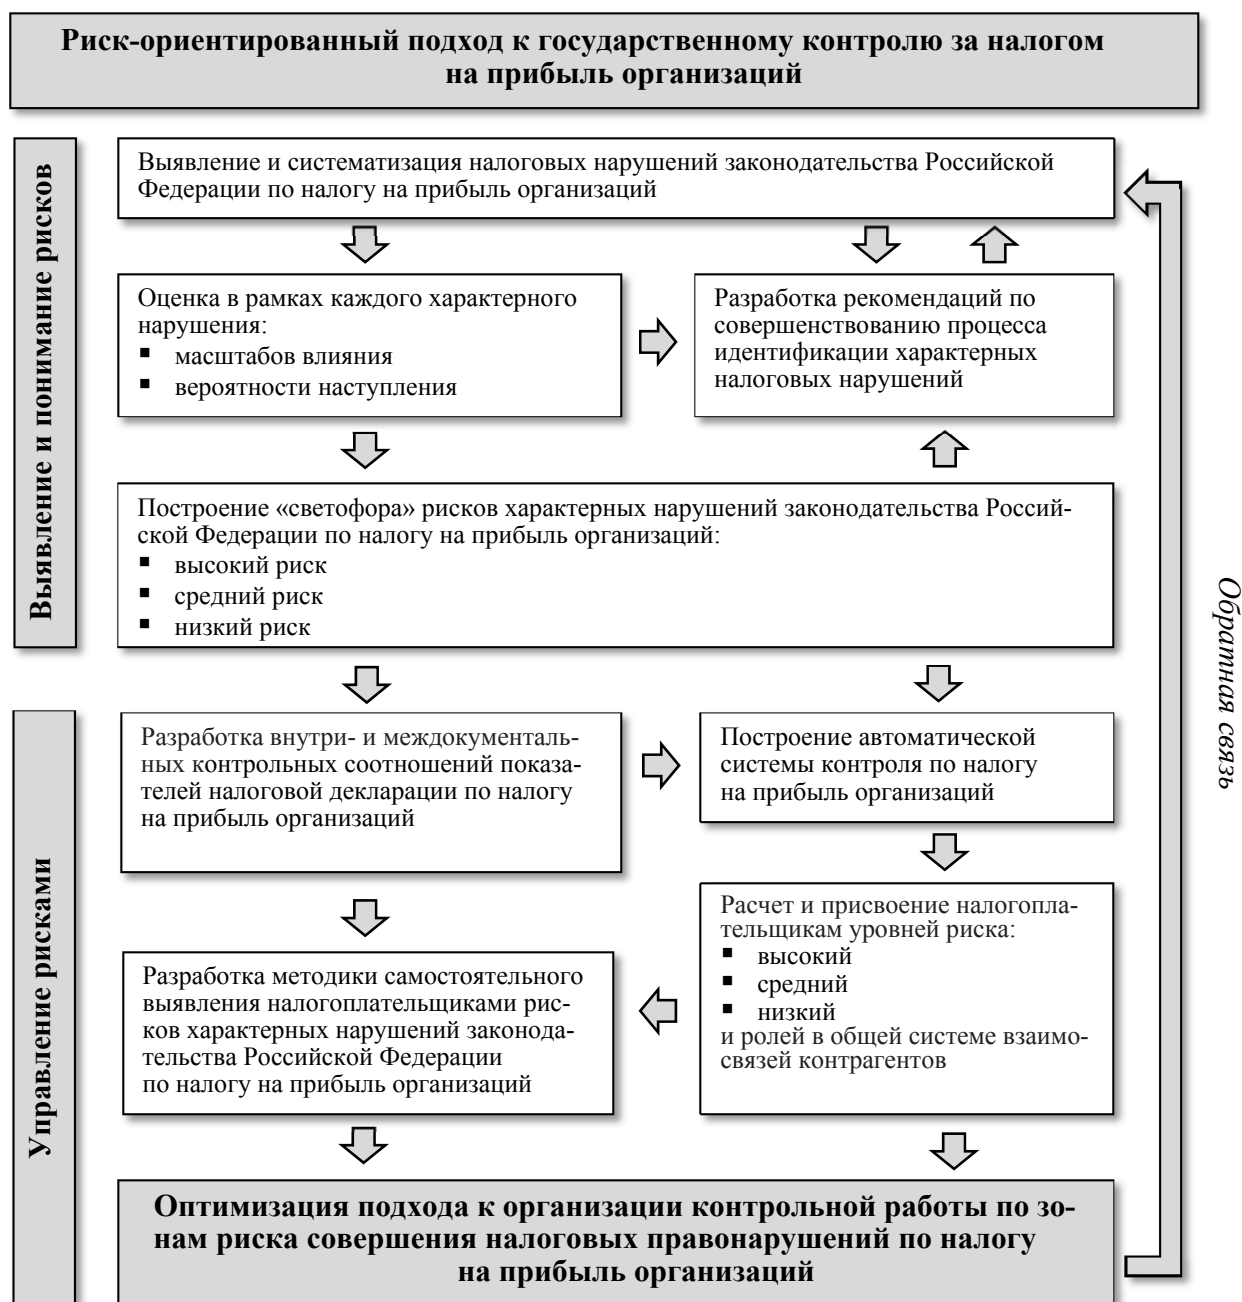 Риск-ориентированный подход к государственному контролю за налогом
на прибыль организаций
Выявление и понимание рисков
Выявление и систематизация налоговых нарушений законодательства Российской
Федерации по налогу на прибыль организаций
Оценка в рамках каждого характерного
нарушения:
▪ масштабов влияния
▪ вероятности наступления
Разработка рекомендаций по
совершенствованию процесса
идентификации характерных
налоговых нарушений
Построение «светофора» рисков характерных нарушений законодательства Россий-
ской Федерации по налогу на прибыль организаций:
▪ высокий риск
▪ средний риск
▪ низкий риск
Обратная связь
Управление рисками
Разработка внутри- и междокументаль-
ных контрольных соотношений показа-
телей налоговой декларации по налогу
на прибыль организаций
Построение автоматической
системы контроля по налогу
на прибыль организаций
Расчет и присвоение налогопла-
тельщикам уровней риска:
▪ высокий
▪ средний
▪ низкий
и ролей в общей системе взаимо-
связей контрагентов
Разработка методики самостоятельного
выявления налогоплательщиками рис-
ков характерных нарушений законода-
тельства Российской Федерации
по налогу на прибыль организаций
Оптимизация подхода к организации контрольной работы по зо-
нам риска совершения налоговых правонарушений по налогу
на прибыль организаций